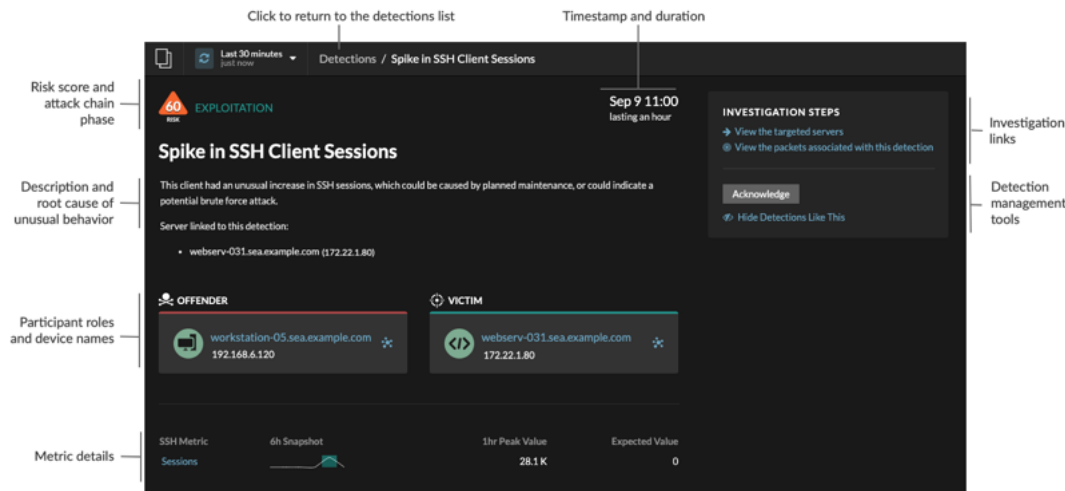 Click to return to the detections list
Timestamp and duration
Last 30 minutes
just now
Detections / Spike in SSH Client Sessions
Risk score and
attack chain
phase
60
RISK
EXPLOITATION
Sep 9 11:00
lasting an hour
INVESTIGATION STEPS
View the targeted servers
View the packets associated with this detection
Investigation
links
Spike in SSH Client Sessions
Description and
root cause of
unusual behavior
This client had an unusual increase in SSH sessions, which could be caused by planned maintenance, or could indicate a
potential brute force attack.
Server linked to this detection:
• webserv-031.sea.example.com (172.22.1.80)
Acknowledge
Hide Detections Like This
Detection
management
tools
Participant roles
and device names
OFFENDER
workstation-05.sea.example.com
192.168.6.120
VICTIM
</>
webserv-031.sea.example.com
172.22.1.80
Metric details
SSH Metric 6h Snapshot 1hr Peak Value Expected Value
Sessions 28.1 K 0